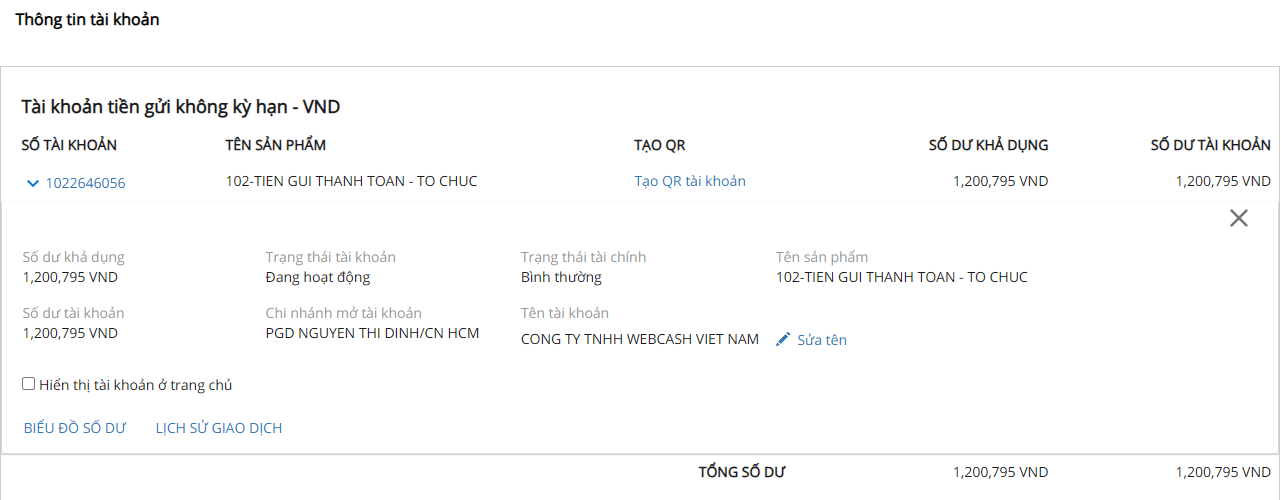 Thông tin tài khoản
Tài khoản tiền gửi không kỳ hạn - VND
SỐ TÀI KHOẢN TÊN SẢN PHẨM TẠO QR SỐ DƯ KHẢ DỤNG SỐ DƯ TÀI KHOẢN
1022646056 102-TIEN GUI THANH TOAN - TO CHUC Tạo QR tài khoản 1,200,795 VND 1,200,795 VND
Số dư khả dụng Trạng thái tài khoản Trạng thái tài chính Tên sản phẩm
1,200,795 VND Đang hoạt động Bình thường 102-TIEN GUI THANH TOAN - TO CHUC
Số dư tài khoản Chi nhánh mở tài khoản Tên tài khoản
1,200,795 VND PGD NGUYEN THI DINH/CN HCM CONG TY TNHH WEBCASH VIET NAM Sửa tên
Hiển thị tài khoản ở trang chủ
BIỂU ĐỒ SỐ DƯ LỊCH SỬ GIAO DỊCH
TỔNG SỐ DƯ 1,200,795 VND 1,200,795 VND